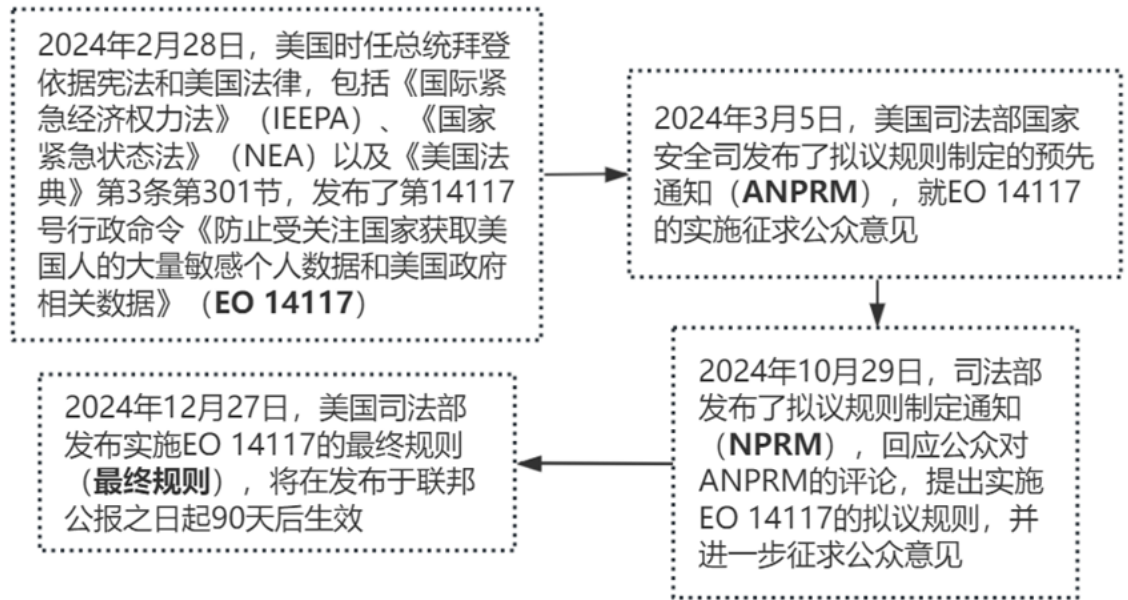 2024年2月28日，美国时任总统拜登
依据宪法和美国法律，包括《国际紧
急经济权力法》（IEEPA）、《国家
紧急状态法》（NEA）以及《美国法
典》第3条第301节，发布了第14117
号行政命令《防止受关注国家获取美
国人的大量敏感个人数据和美国政府
相关数据》（EO 14117）
2024年3月5日，美国司法部国家
安全司发布了拟议规则制定的预先
通知（ANPRM），就EO 14117
的实施征求公众意见
2024年10月29日，司法部
发布了拟议规则制定通知
（NPRM），回应公众对
ANPRM的评论，提出实施
EO 14117的拟议规则，并
进一步征求公众意见
2024年12月27日，美国司法部
发布实施EO 14117的最终规则
（最终规则），将在发布于联邦
公报之日起90天后生效